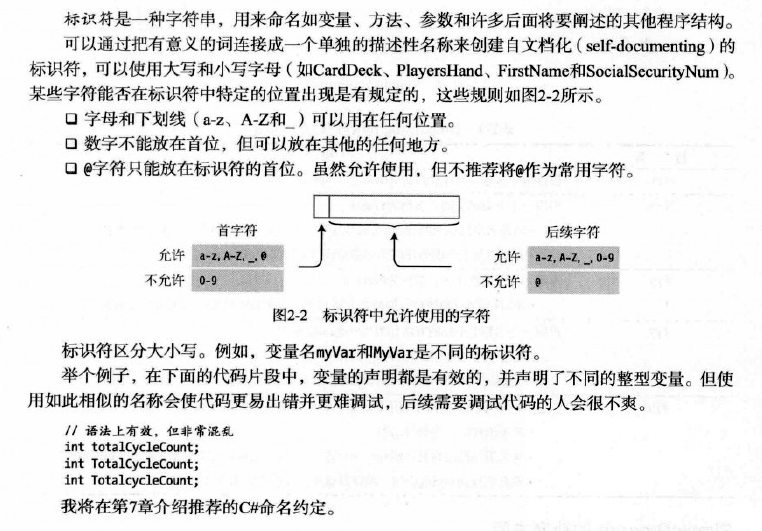 标识符是一种字符串，用来命名如变量、方法、参数和许多后面将要阐述的其他程序结构。
可以通过把有意义的词连接成一个单独的描述性名称来创建自文档化（self-documenting）的
标识符，可以使用大写和小写字母（如CardDeck、PlayersHand、FirstName和SocialSecurityNum）。
某些字符能否在标识符中特定的位置出现是有规定的，这些规则如图2-2所示。
❑ 字母和下划线（a-z、A-Z和_）可以用在任何位置。
❑ 数字不能放在首位，但可以放在其他的任何地方。
❑ @字符只能放在标识符的首位。虽然允许使用，但不推荐将@作为常用字符。
首字符
允许 a-z, A-Z, _, @
不允许 0-9
后续字符
允许 a-z, A-Z, _, 0-9
不允许 @
图2-2 标识符中允许使用的字符
标识符区分大小写。例如，变量名myVar和MyVar是不同的标识符。
举个例子，在下面的代码片段中，变量的声明都是有效的，并声明了不同的整型变量。但使
用如此相似的名称会使代码更易出错并更难调试，后续需要调试代码的人会很不爽。
// 语法上有效，但非常混乱
int totalCycleCount;
int TotalCycleCount;
int TotalcycleCount;
我将在第7章介绍推荐的C#命名约定。